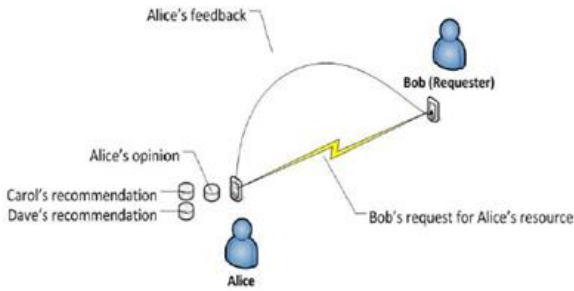 Alice's feedback
Bob (Requester)
Alice's opinion
Carol's recommendation
Dave's recommendation
Bob's request for Alice's resource
Alice